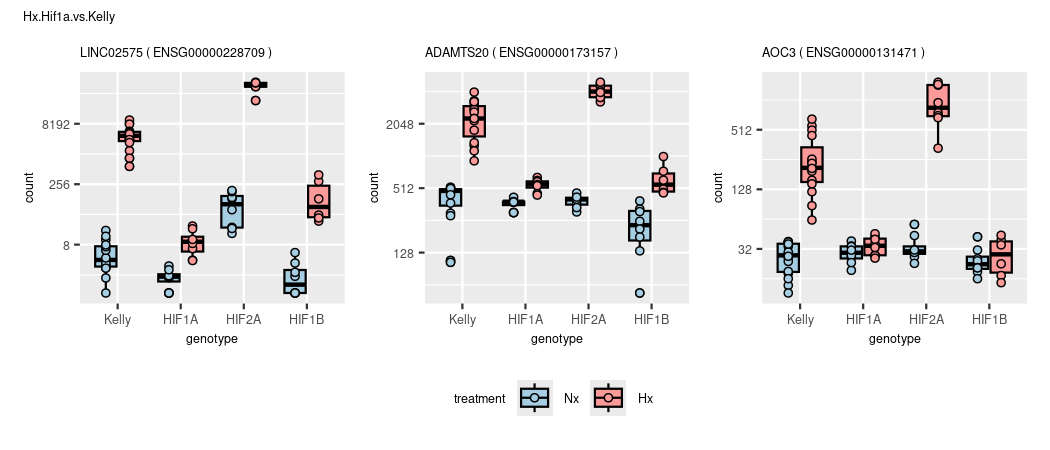 Hx.Hif1a.vs.Kelly
LINC02575 ( ENSG00000228709 )
ADAMTS20 ( ENSG00000173157 )
AOC3 ( ENSG00000131471 )
count
8192
256
8
Kelly HIF1A HIF2A HIF1B
genotype
count
2048
512
128
Kelly HIF1A HIF2A HIF1B
genotype
count
512
128
32
Kelly HIF1A HIF2A HIF1B
genotype
treatment Nx Hx